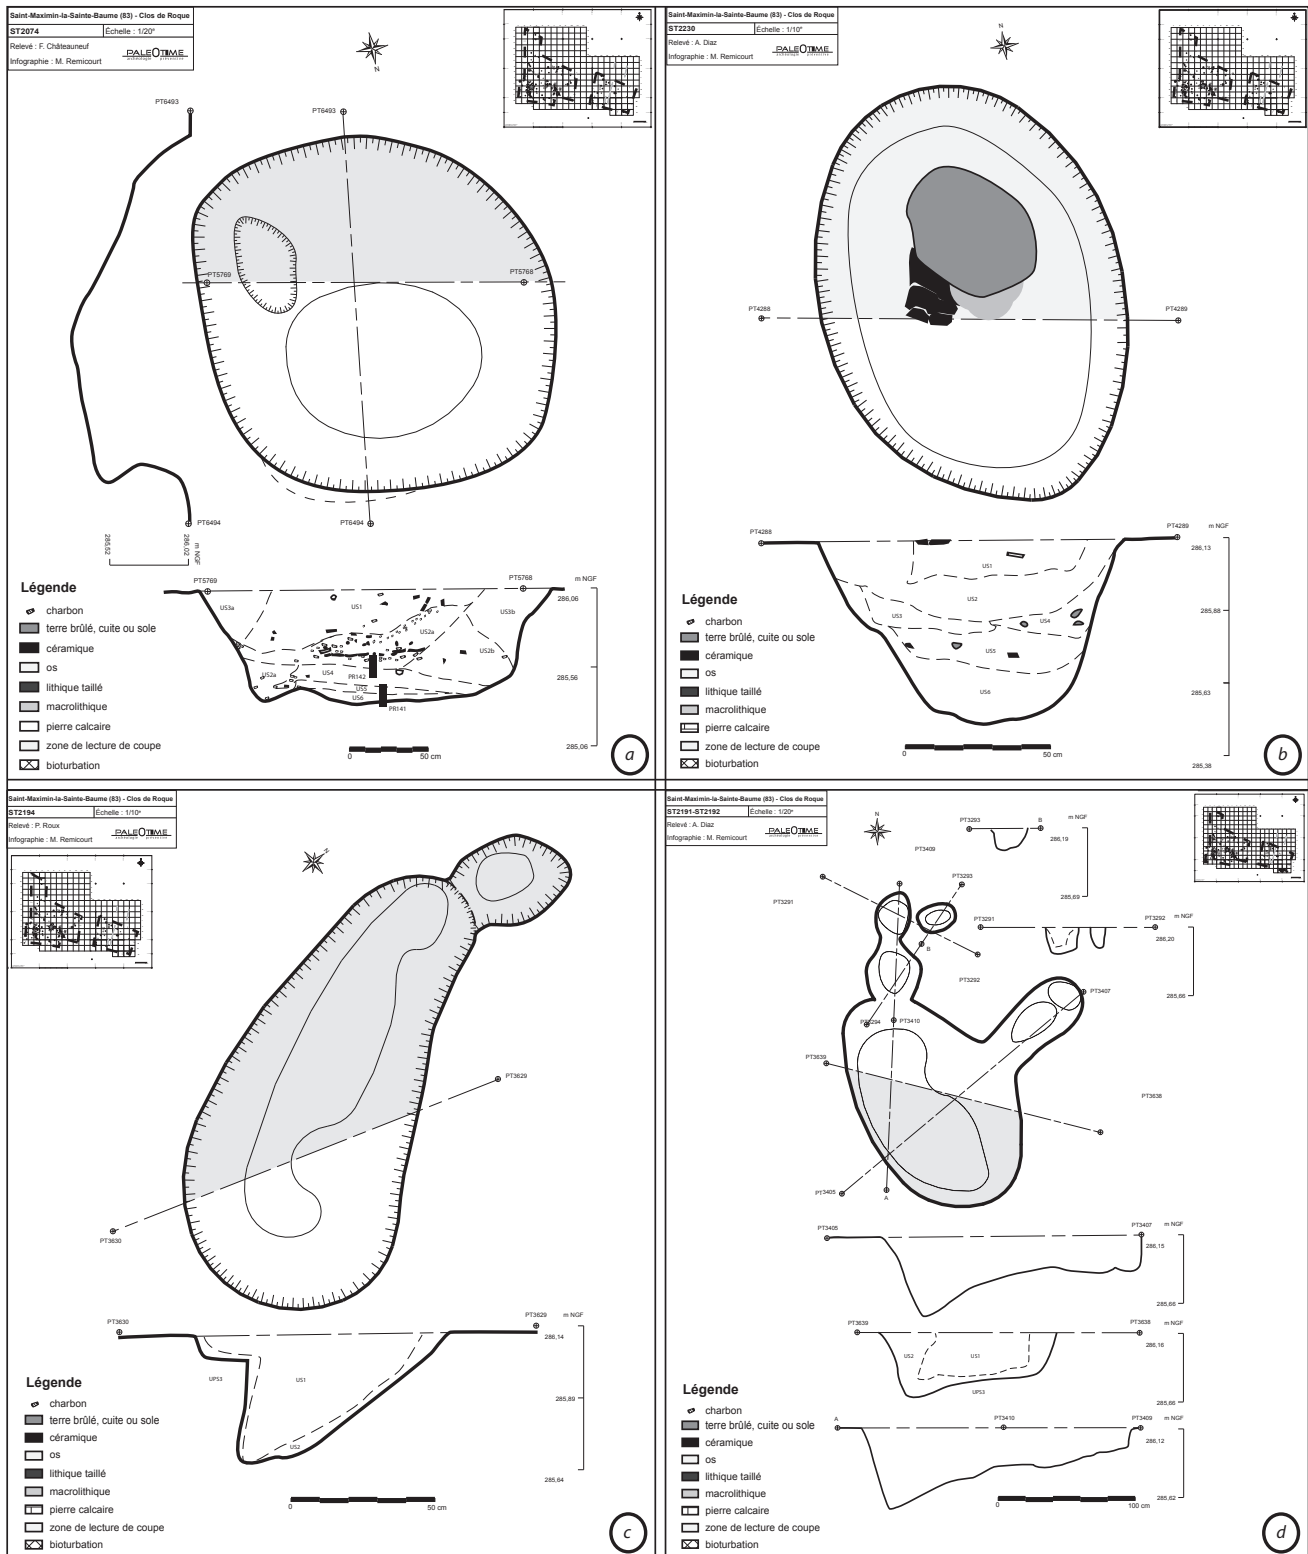 Saint-Maximin-la-Sainte-Baume (83) - Clos de Roque
ST2074
Échelle : 1/20°
Relevé : F. Châteauneuf
Infographie : M. Remicourt
PALEOTIME
archéologie préventive
N
PT6493
PT6493
PT5769
PT5768
PT6494
PT6494
285,52
286,02
m NGF
PT5769
PT5768
m NGF
US3a
US1
US3b
286,06
US2a
US2b
US2a
US4
PR142
285,56
US5
US6
PR141
285,06
0
50 cm
Légende
charbon
terre brûlé, cuite ou sole
céramique
os
lithique taillé
macrolithique
pierre calcaire
zone de lecture de coupe
bioturbation
a
Saint-Maximin-la-Sainte-Baume (83) - Clos de Roque
ST2230
Échelle : 1/10°
Relevé : A. Diaz
Infographie : M. Remicourt
PALEOTIME
archéologie préventive
N
PT4288
PT4289
PT4288
PT4289
m NGF
286,13
US1
US2
US3
US4
285,88
US5
US6
285,63
285,38
0
50 cm
Légende
charbon
terre brûlé, cuite ou sole
céramique
os
lithique taillé
macrolithique
pierre calcaire
zone de lecture de coupe
bioturbation
b
Saint-Maximin-la-Sainte-Baume (83) - Clos de Roque
ST2194
Échelle : 1/10°
Relevé : P. Roux
Infographie : M. Remicourt
PALEOTIME
archéologie préventive
N
PT3629
PT3630
PT3630
PT3629
m NGF
286,14
UPS3
US1
285,89
US2
285,64
0
50 cm
Légende
charbon
terre brûlé, cuite ou sole
céramique
os
lithique taillé
macrolithique
pierre calcaire
zone de lecture de coupe
bioturbation
c
Saint-Maximin-la-Sainte-Baume (83) - Clos de Roque
ST2191-ST2192
Échelle : 1/20°
Relevé : A. Diaz
Infographie : M. Remicourt
PALEOTIME
archéologie préventive
N
PT3293
B
m NGF
286,19
PT3409
285,69
PT3293
PT3291
PT3291
PT3292
m NGF
286,20
B
PT3292
285,66
PT3407
PT3294
PT3410
PT3639
PT3638
PT3405
A
PT3405
PT3407
m NGF
286,15
285,66
PT3639
PT3638
m NGF
US2
US1
286,16
UPS3
285,66
A
PT3410
PT3409
m NGF
286,12
285,62
0
100 cm
Légende
charbon
terre brûlé, cuite ou sole
céramique
os
lithique taillé
macrolithique
pierre calcaire
zone de lecture de coupe
bioturbation
d